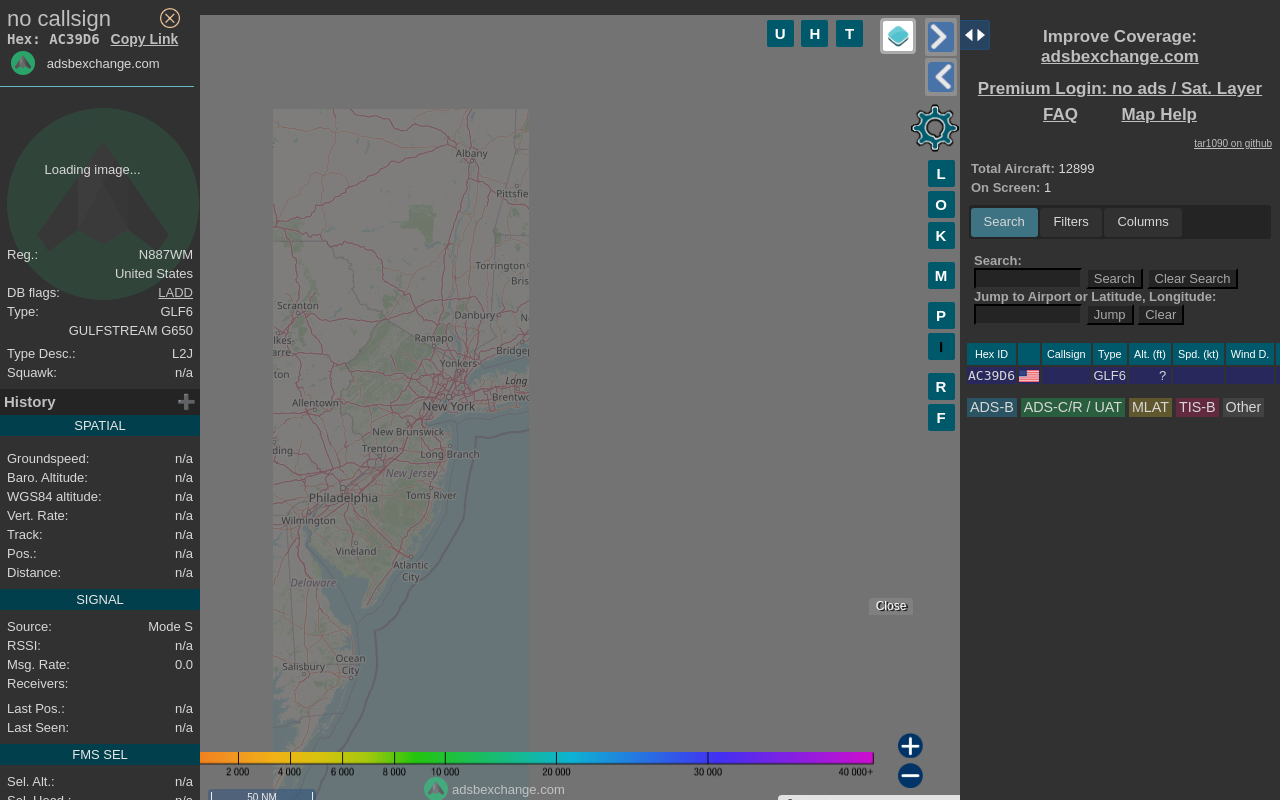 no callsign
Hex: AC39D6 Copy Link
adsbexchange.com
Loading image...
Reg.: N887WM
United States
DB flags: LADD
Type: GLF6
GULFSTREAM G650
Type Desc.: L2J
Squawk: n/a
History
SPATIAL
Groundspeed: n/a
Baro. Altitude: n/a
WGS84 altitude: n/a
Vert. Rate: n/a
Track: n/a
Pos.: n/a
Distance: n/a
SIGNAL
Source: Mode S
RSSI: n/a
Msg. Rate: 0.0
Receivers:
Last Pos.: n/a
Last Seen: n/a
FMS SEL
Sel. Alt.: n/a
Sel. Head.: n/a
U H T
L
O
K
M
P
I
R
F
Albany
Pittsfie
Torrington
Bris
Scranton
Danbury
N
lkes-
arre
Ramapo
Bridgep
Yonkers
ton
Long
Allentown
New York
Brentwo
New Brunswick
ding
Trenton
Long Branch
New Jersey
Philadelphia
Toms River
Wilmington
Vineland
Atlantic
City
Delaware
Ocean
City
Salisbury
Close
2 000 4 000 6 000 8 000 10 000 20 000 30 000 40 000+
adsbexchange.com
50 NM
Improve Coverage:
adsbexchange.com
Premium Login: no ads / Sat. Layer
FAQ Map Help
tar1090 on github
Total Aircraft: 12899
On Screen: 1
Search Filters Columns
Search:
Search Clear Search
Jump to Airport or Latitude, Longitude:
Jump Clear
Hex ID Callsign Type Alt. (ft) Spd. (kt) Wind D.
AC39D6 GLF6 ?
ADS-B ADS-C/R / UAT MLAT TIS-B Other